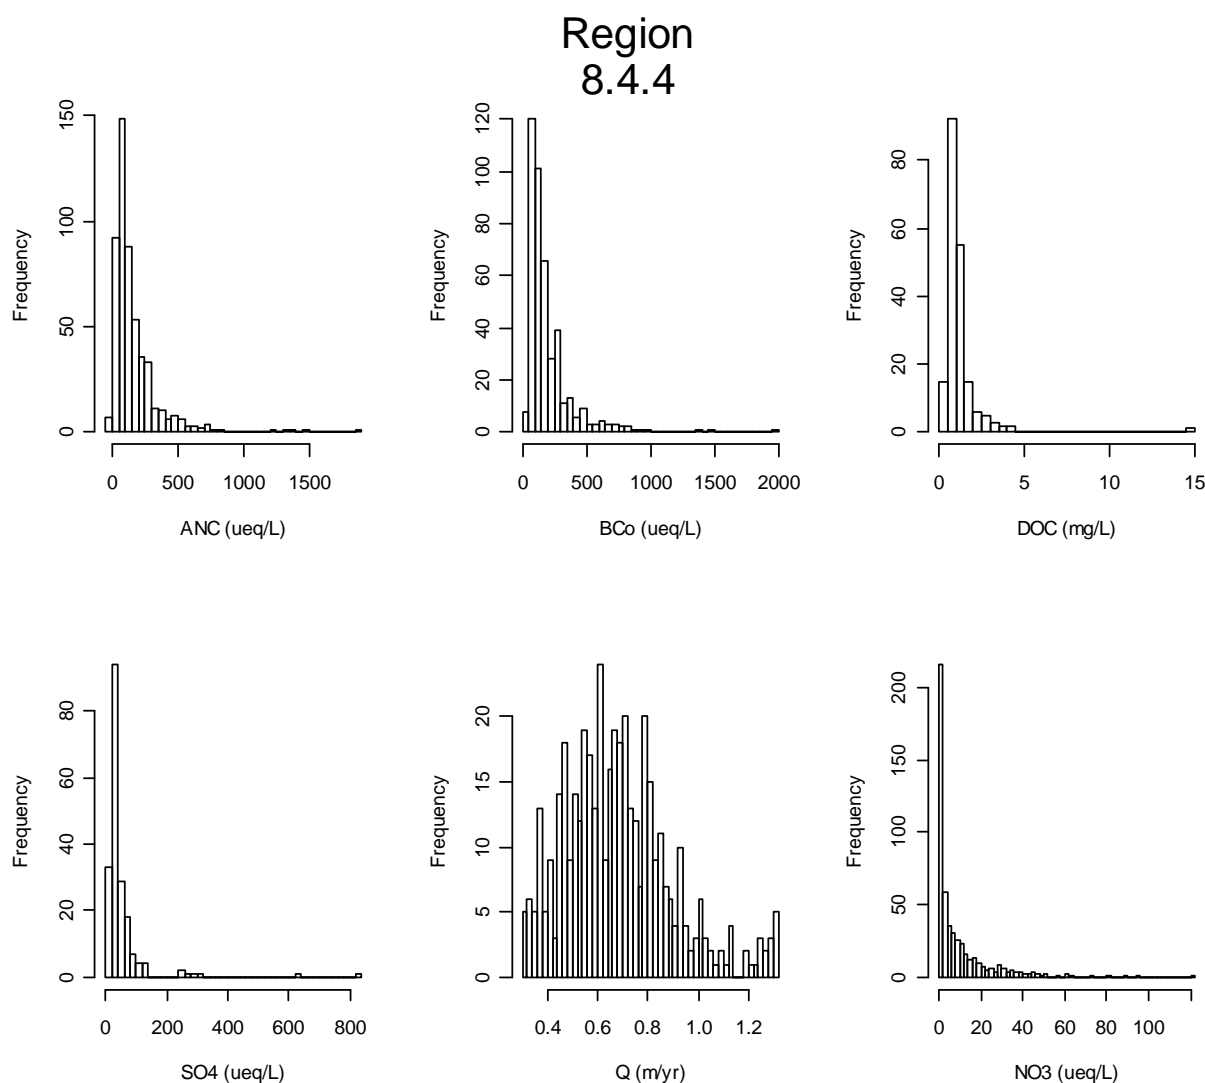 Region
8.4.4
150
100
50
0
Frequency
0 500 1000 1500
ANC (ueq/L)
120
100
80
60
40
20
0
Frequency
0 500 1000 1500 2000
BCo (ueq/L)
80
60
40
20
0
Frequency
0 5 10 15
DOC (mg/L)
80
60
40
20
0
Frequency
0 200 400 600 800
SO4 (ueq/L)
20
15
10
5
0
Frequency
0.4 0.6 0.8 1.0 1.2
Q (m/yr)
200
150
100
50
0
Frequency
0 20 40 60 80 100
NO3 (ueq/L)